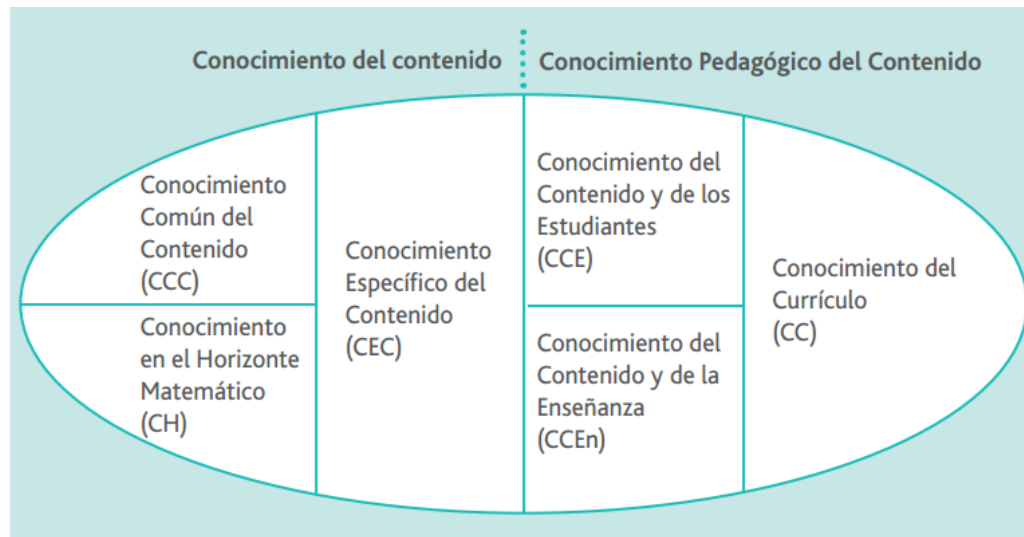 Conocimiento del contenido
Conocimiento Pedagógico del Contenido
Conocimiento
Común del
Contenido
(CCC)
Conocimiento
en el Horizonte
Matemático
(CH)
Conocimiento
Específico del
Contenido
(CEC)
Conocimiento del
Contenido y de los
Estudiantes
(CCE)
Conocimiento del
Contenido y de la
Enseñanza
(CCEn)
Conocimiento del
Currículo
(CC)